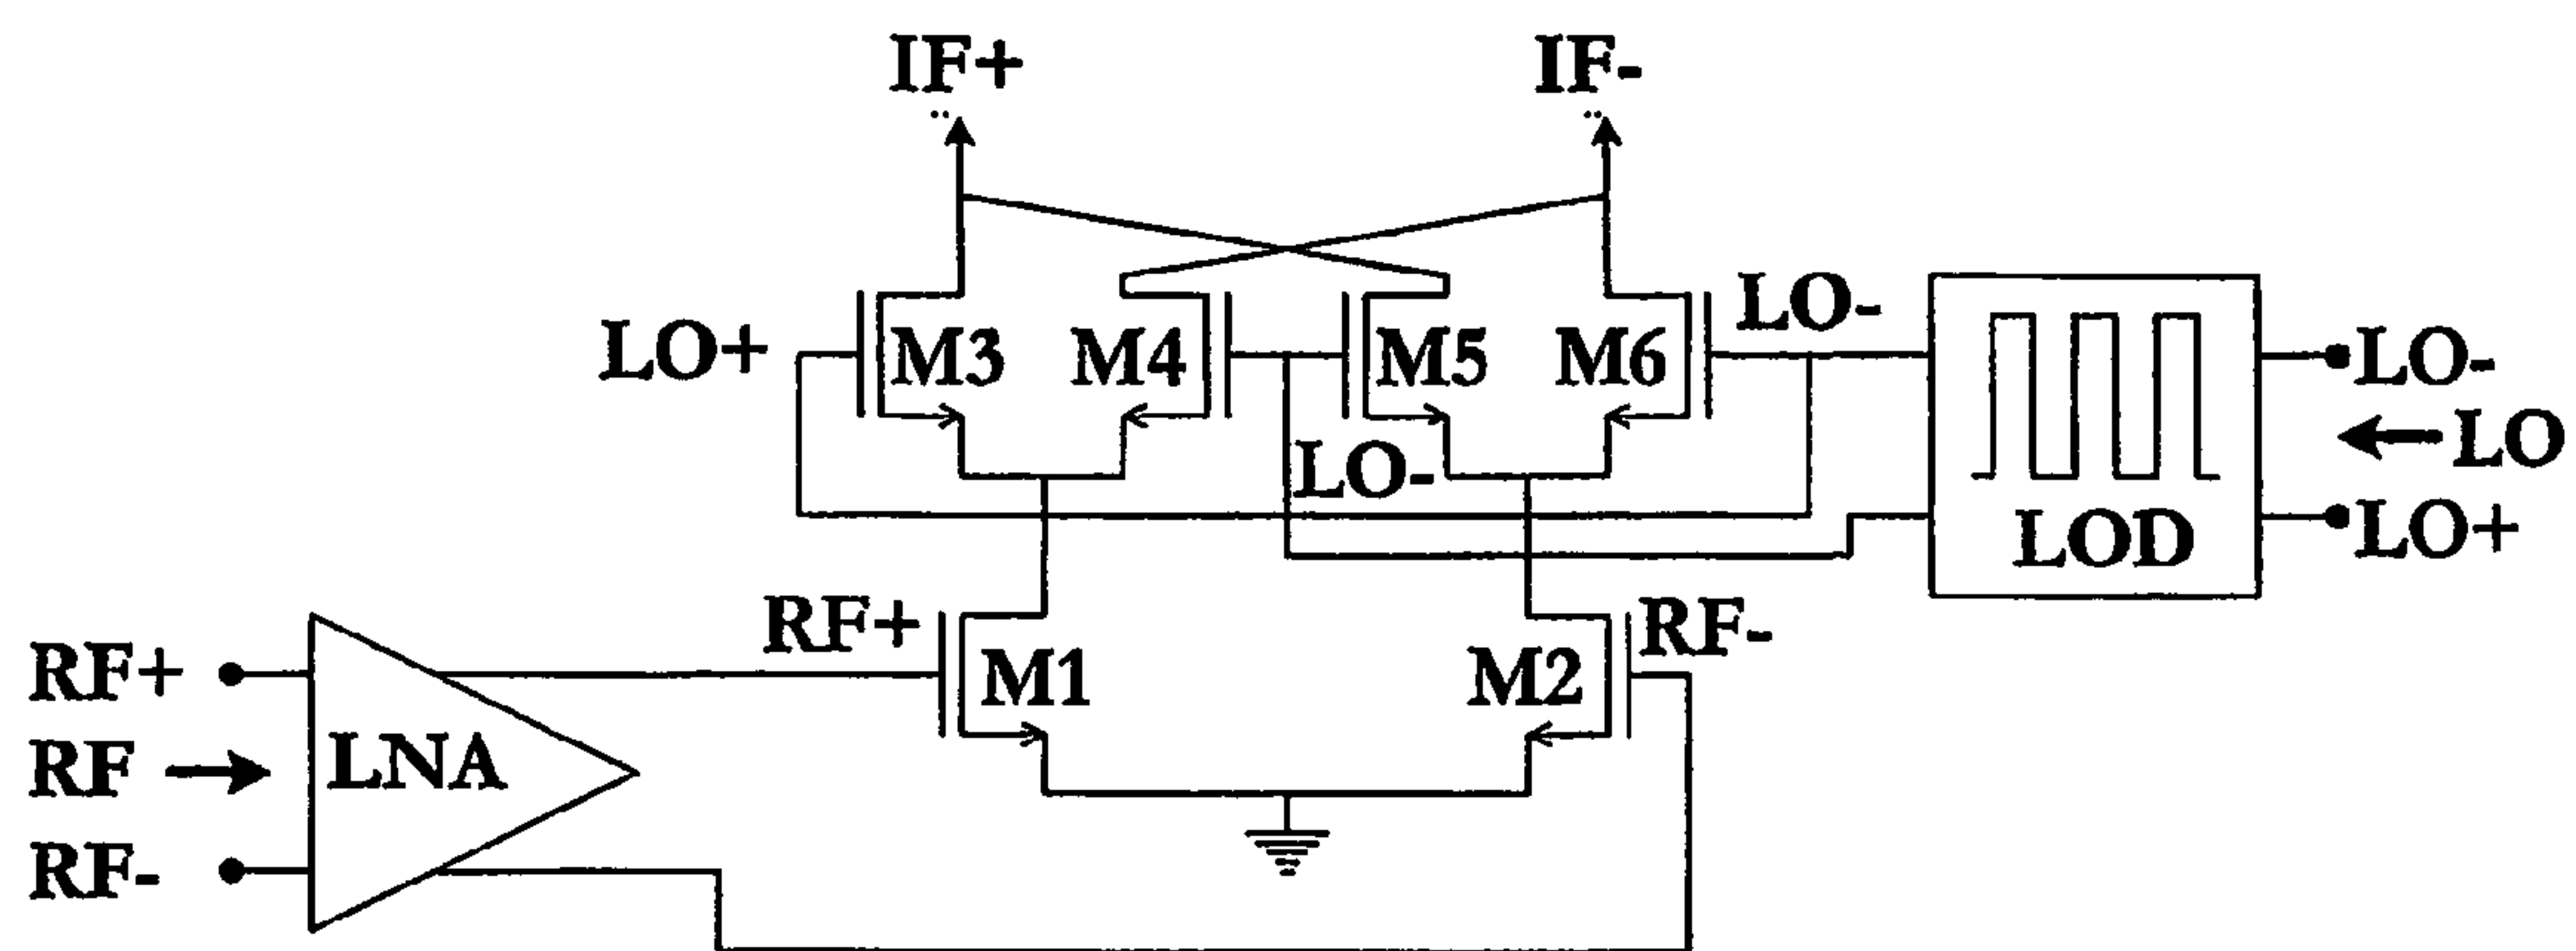 IF+ IF-
LO+ M3 M4 M5 M6 LO- LO-
LO- LO
LOD LO+
RF+ RF-
RF+ M1 M2
RF LNA
RF-